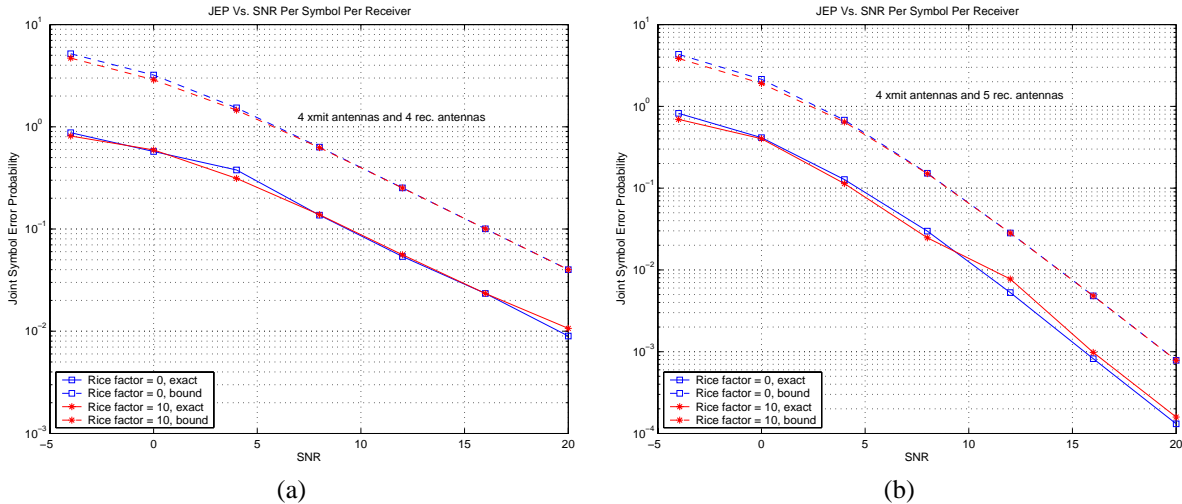 JEP Vs. SNR Per Symbol Per Receiver
10^1
10^0
10^-1
10^-2
10^-3
Joint Symbol Error Probability
4 xmit antennas and 4 rec. antennas
Rice factor = 0, exact
Rice factor = 0, bound
Rice factor = 10, exact
Rice factor = 10, bound
-5 0 5 10 15 20
SNR
(a)
JEP Vs. SNR Per Symbol Per Receiver
10^1
10^0
10^-1
10^-2
10^-3
10^-4
Joint Symbol Error Probability
4 xmit antennas and 5 rec. antennas
Rice factor = 0, exact
Rice factor = 0, bound
Rice factor = 10, exact
Rice factor = 10, bound
-5 0 5 10 15 20
SNR
(b)